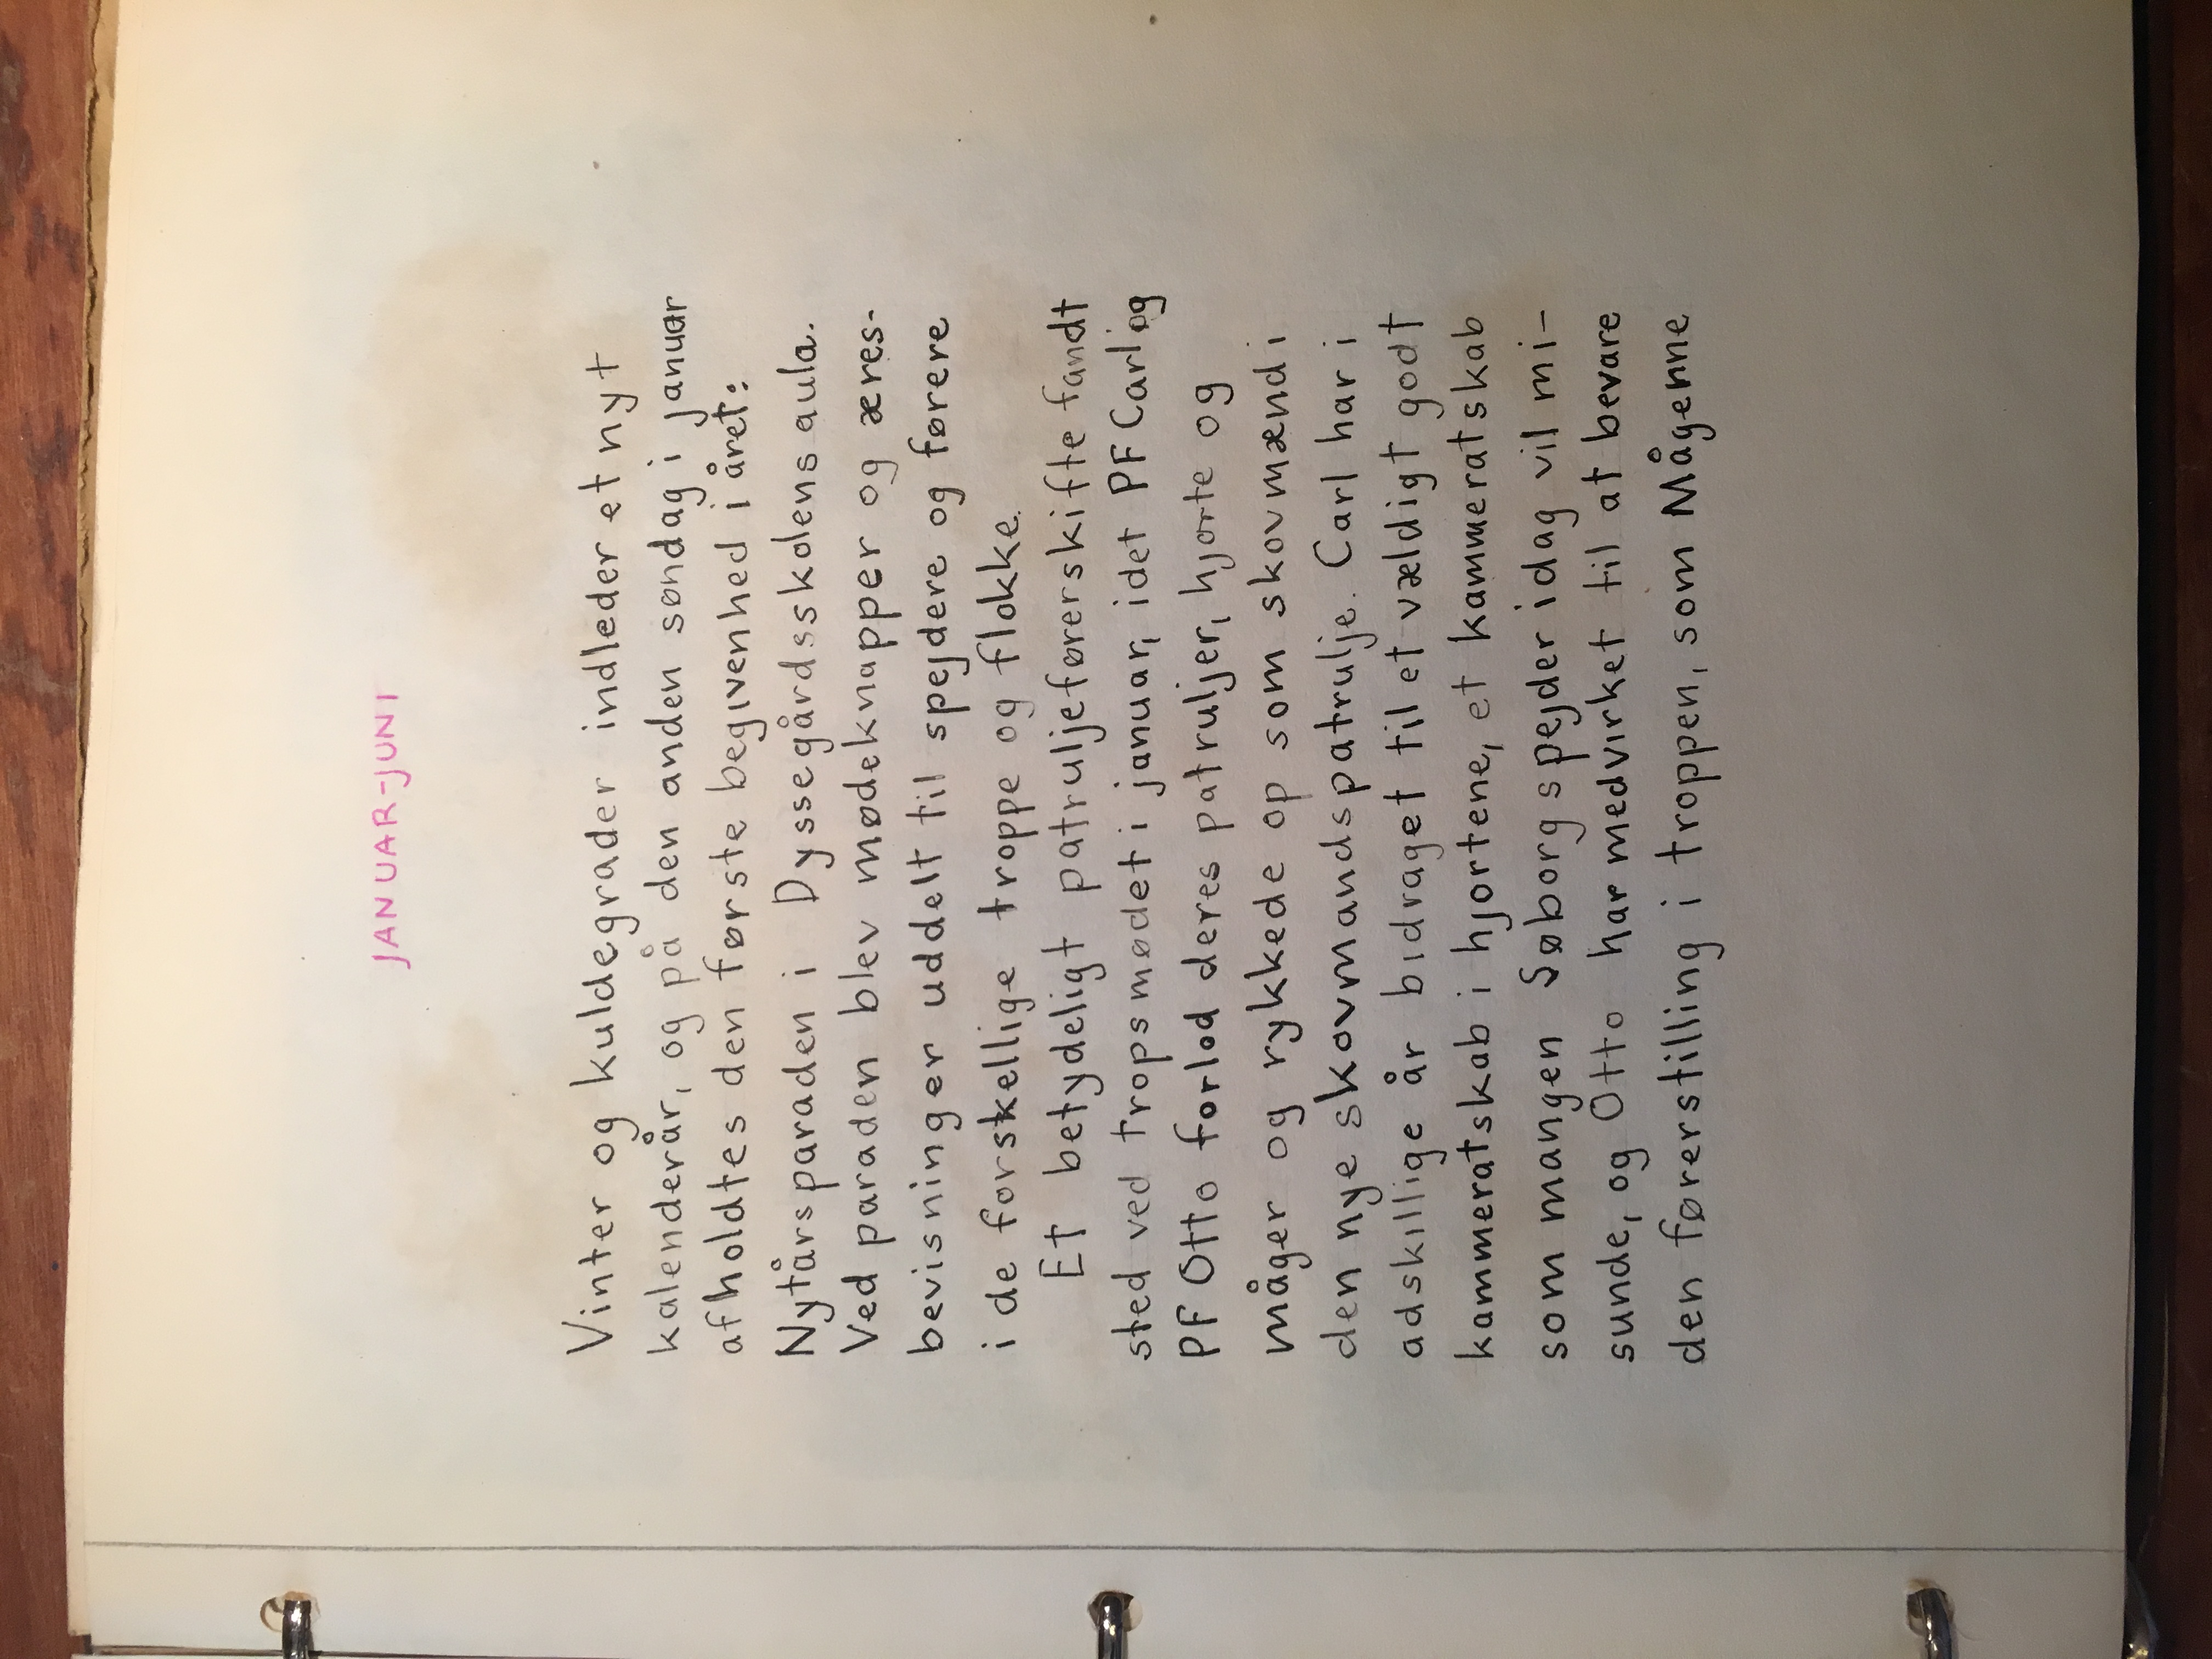 JANUAR-JUNI
Vinter og kuldegrader indleder et nyt
kalenderår, og på den anden søndag i januar
afholdtes den første begivenhed i året:
Nytårsparaden i Dyssegårdsskolens aula.
Ved paraden blev mødeknapper og æres-
bevisninger uddelt til spejdere og førere
i de forskellige troppe og flokke.
Et betydeligt patruljeførerskifte fandt
sted ved tropsmødet i januar, idet PF Carl og
PF Otto forlod deres patruljer, hjorte og
måger og rykkede op som skovmænd i
den nye skovmandspatrulje. Carl har i
adskillige år bidraget til et vældigt godt
kammeratskab i hjortene, et kammeratskab
som mangen Søborgspejder idag vil mi-
sunde, og Otto har medvirket til at bevare
den førerstilling i troppen, som Mågenne